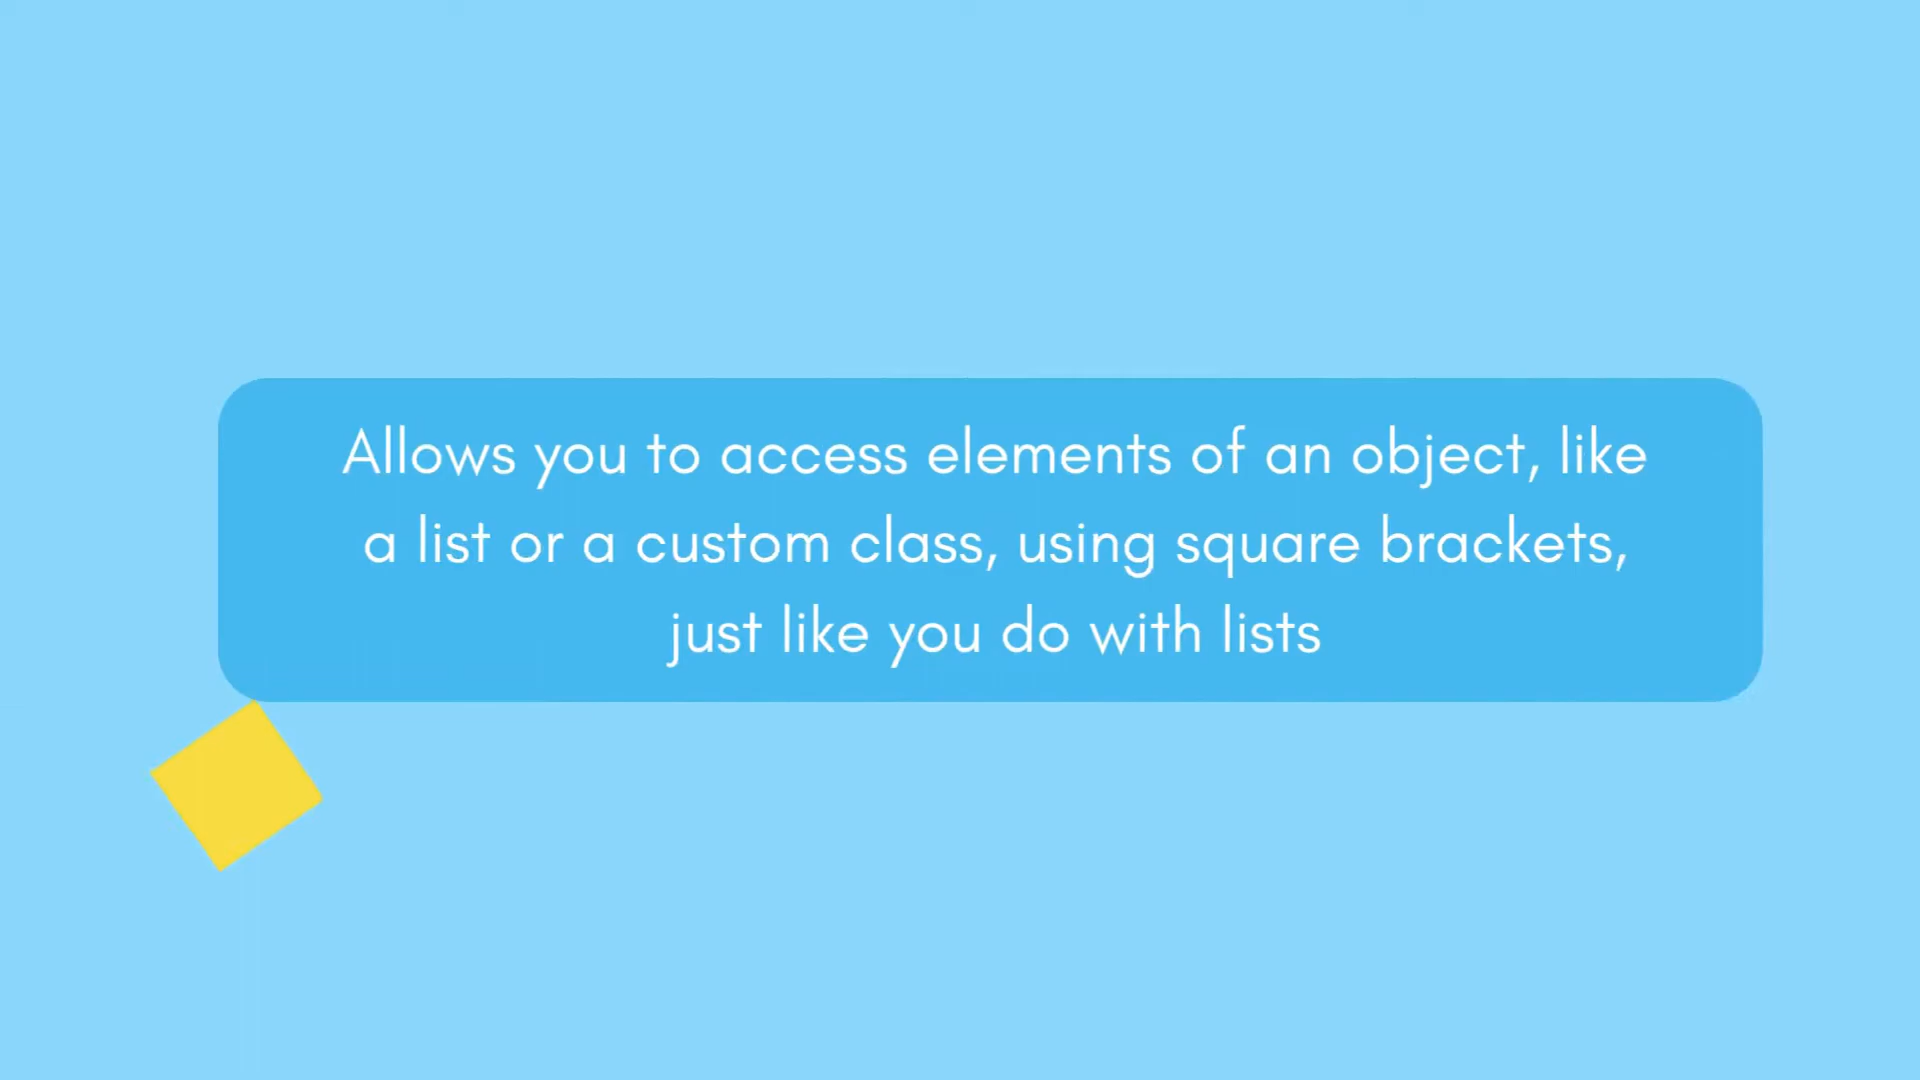 Allows you to access elements of an object, like
a list or a custom class, using square brackets,
just like you do with lists